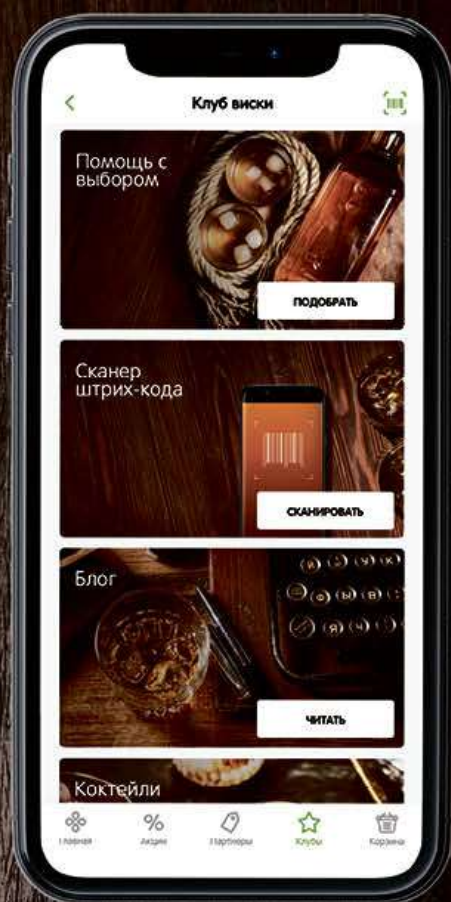 Клуб виски
Помощь с
выбором
ПОДОБРАТЬ
Сканер
штрих-кода
СКАНИРОВАТЬ
Блог
й ц у к
ф ы в
я ч
ЧИТАТЬ
Коктейли
Главная
Акции
Партнеры
Клубы
Корзина